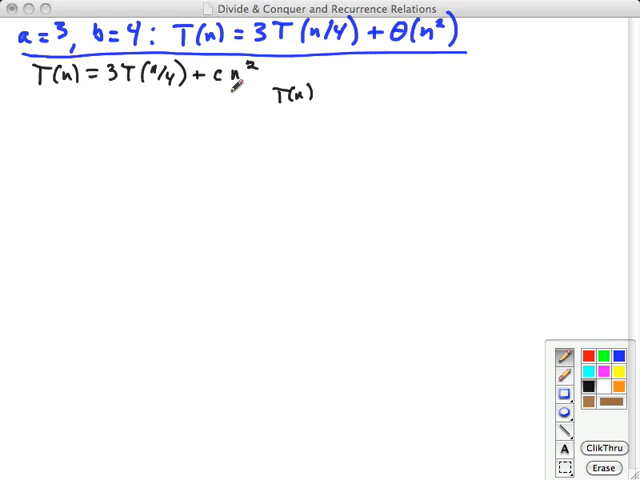 Divide & Conquer and Recurrence Relations
a = 3, b = 4 : T(n) = 3T(n/4) + Θ(n²)
T(n) = 3T(n/4) + cn²
T(n)
A
ClikThru
Erase